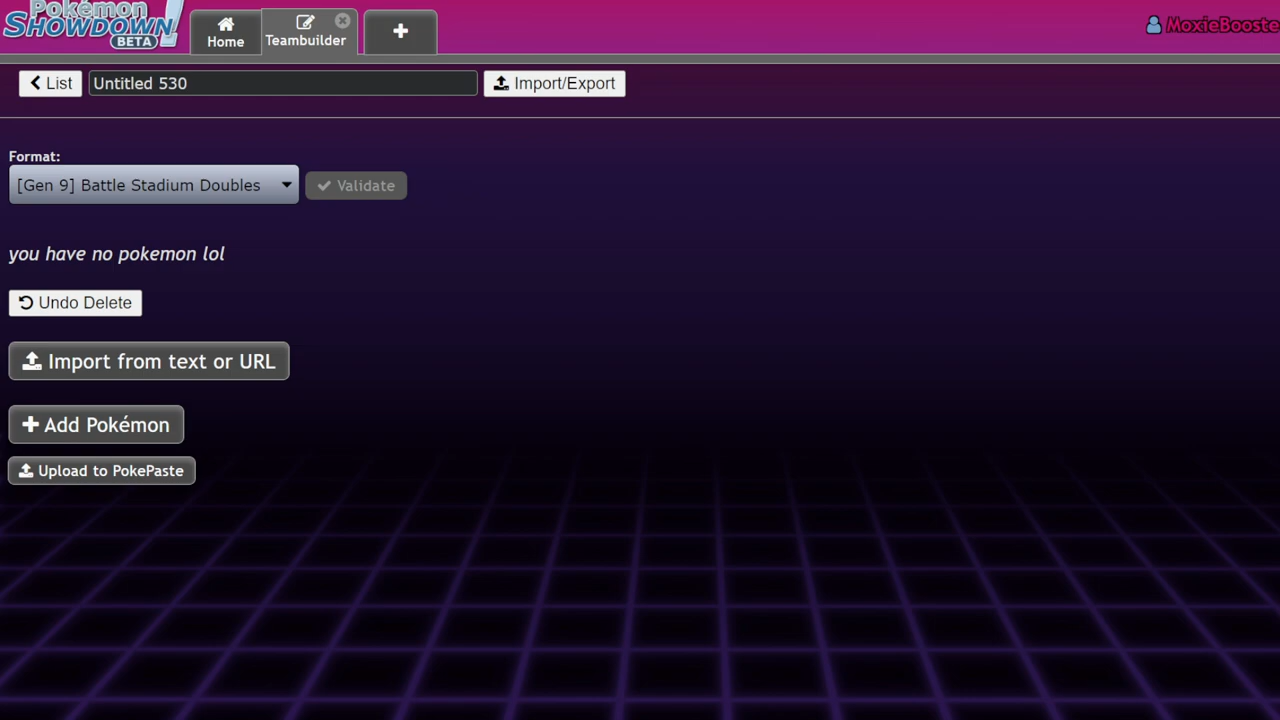 Pokémon
SHOWDOWN!
BETA
Home
Teambuilder
MoxieBooste
List
Untitled 530
Import/Export
Format:
[Gen 9] Battle Stadium Doubles
Validate
you have no pokemon lol
Undo Delete
Import from text or URL
Add Pokémon
Upload to PokePaste